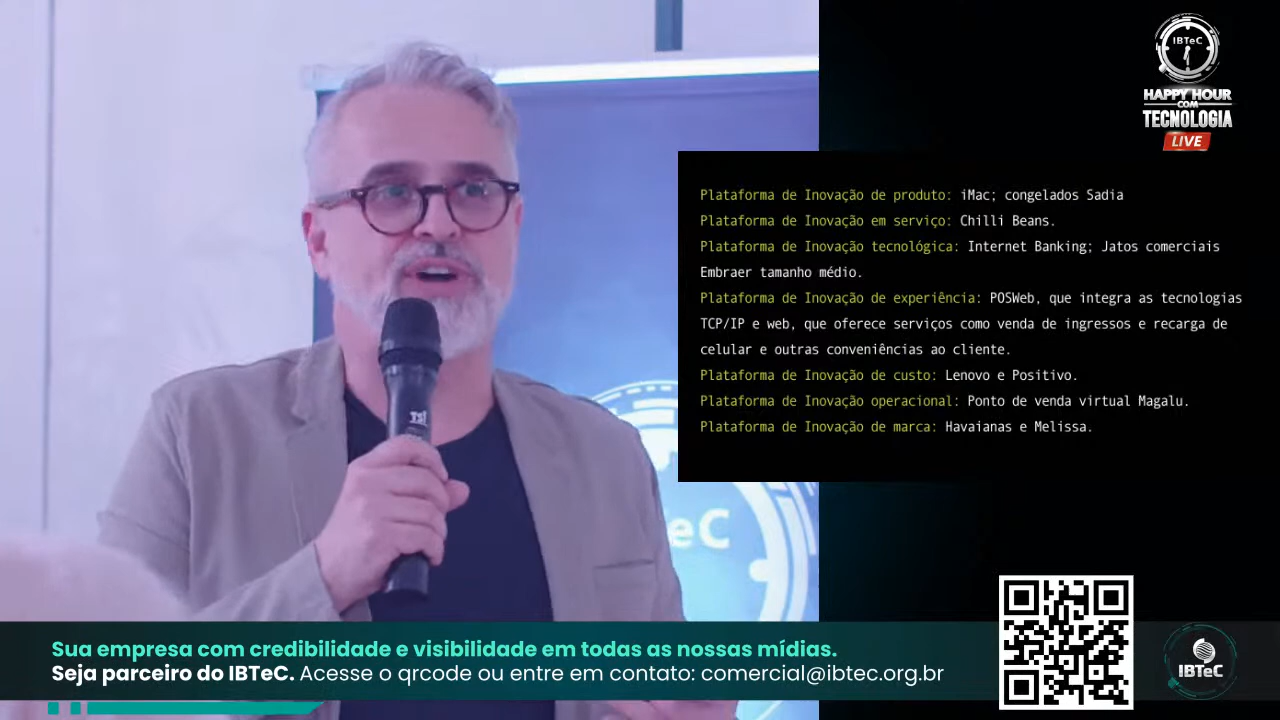 IBTeC
HAPPY HOUR
COM
TECNOLOGIA
LIVE
Plataforma de Inovação de produto: iMac; congelados Sadia
Plataforma de Inovação em serviço: Chilli Beans.
Plataforma de Inovação tecnológica: Internet Banking; Jatos comerciais
Embraer tamanho médio.
Plataforma de Inovação de experiência: POSWeb, que integra as tecnologias
TCP/IP e web, que oferece serviços como venda de ingressos e recarga de
celular e outras conveniências ao cliente.
Plataforma de Inovação de custo: Lenovo e Positivo.
Plataforma de Inovação operacional: Ponto de venda virtual Magalu.
Plataforma de Inovação de marca: Havaianas e Melissa.
TSI
TeC
Sua empresa com credibilidade e visibilidade em todas as nossas mídias.
Seja parceiro do IBTeC. Acesse o qrcode ou entre em contato: comercial@ibtec.org.br
IBTeC